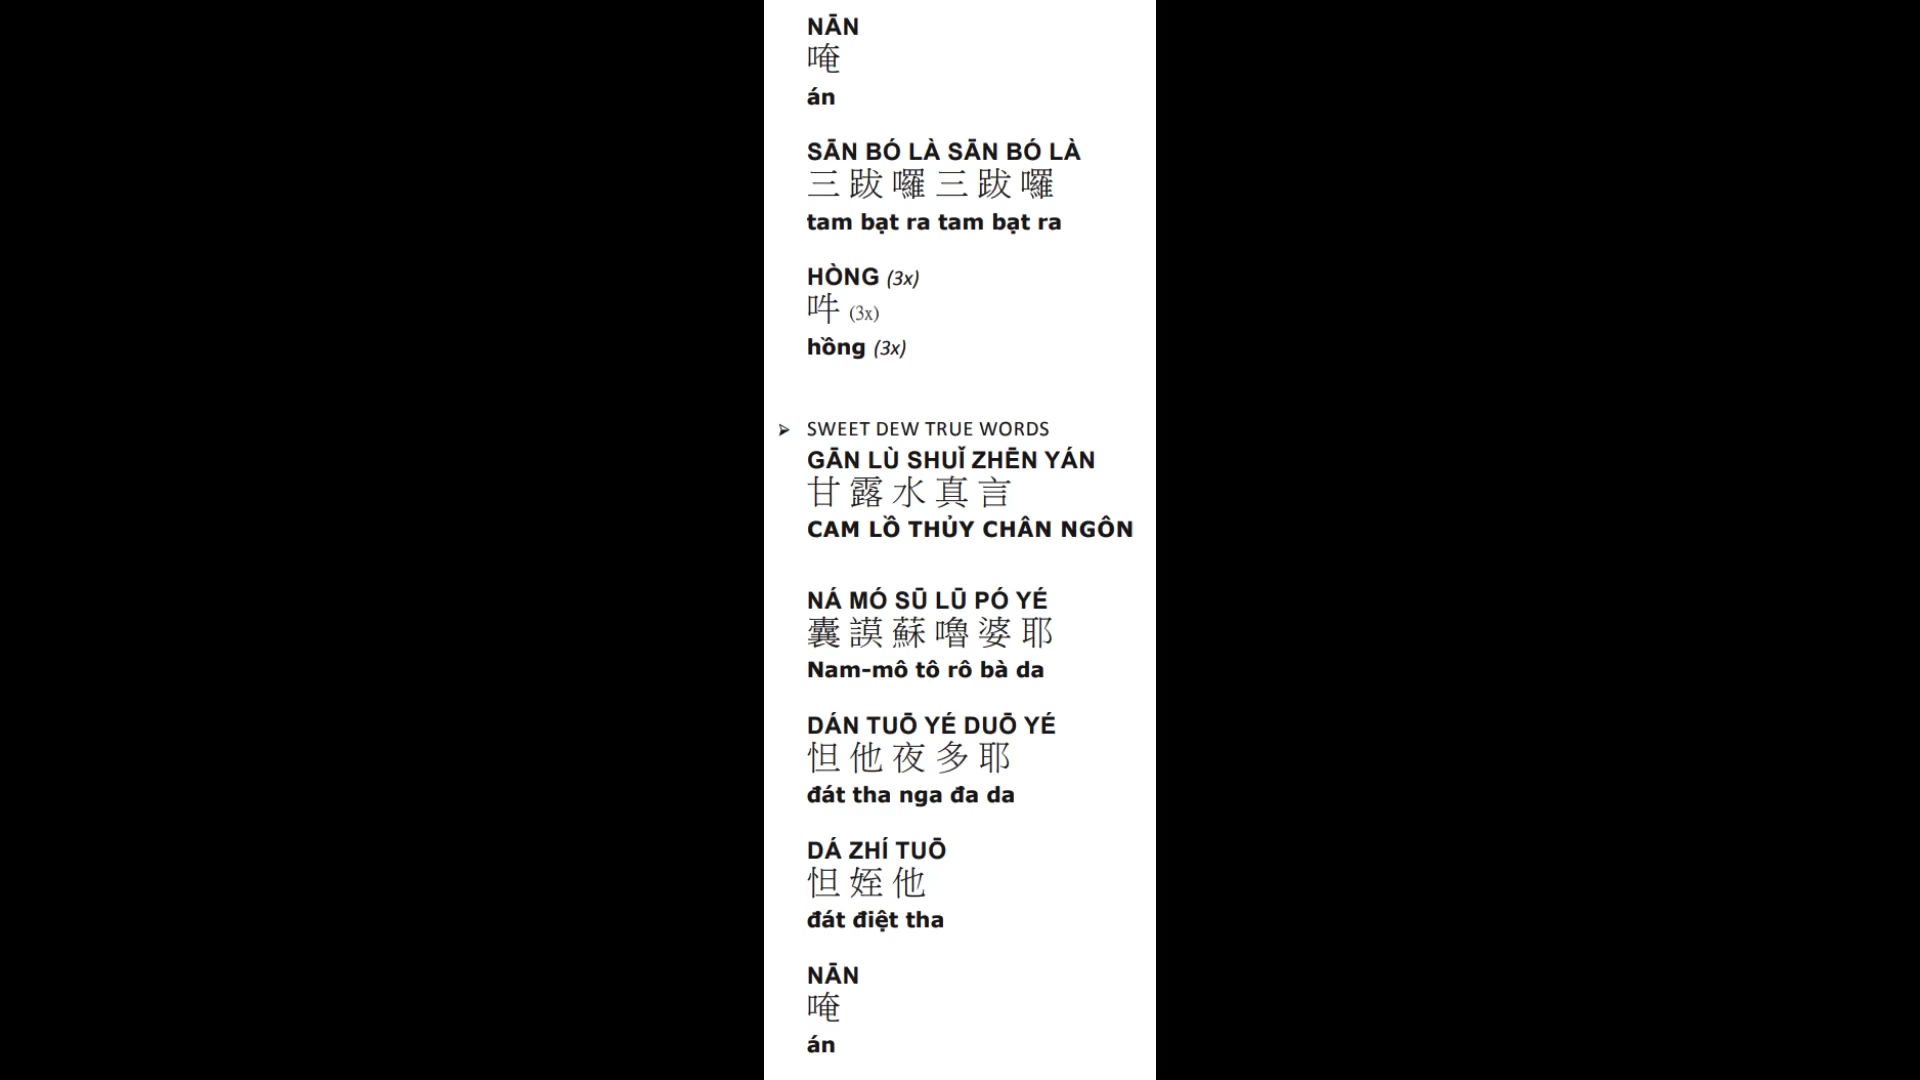 NĀN
唵
án
SĀN BÓ LÀ SĀN BÓ LÀ
三 跋 囉 三 跋 囉
tam bạt ra tam bạt ra
HÒNG (3x)
吽 (3x)
hồng (3x)
➢ SWEET DEW TRUE WORDS
GĀN LÙ SHUǏ ZHĒN YÁN
甘 露 水 真 言
CAM LỒ THỦY CHÂN NGÔN
NÁ MÓ SŪ LŪ PÓ YÉ
囊 謨 蘇 嚕 婆 耶
Nam-mô tô rô bà da
DÁN TUŌ YÉ DUŌ YÉ
怛 他 夜 多 耶
đát tha nga đa da
DÁ ZHÍ TUŌ
怛 姪 他
đát điệt tha
NĀN
唵
án